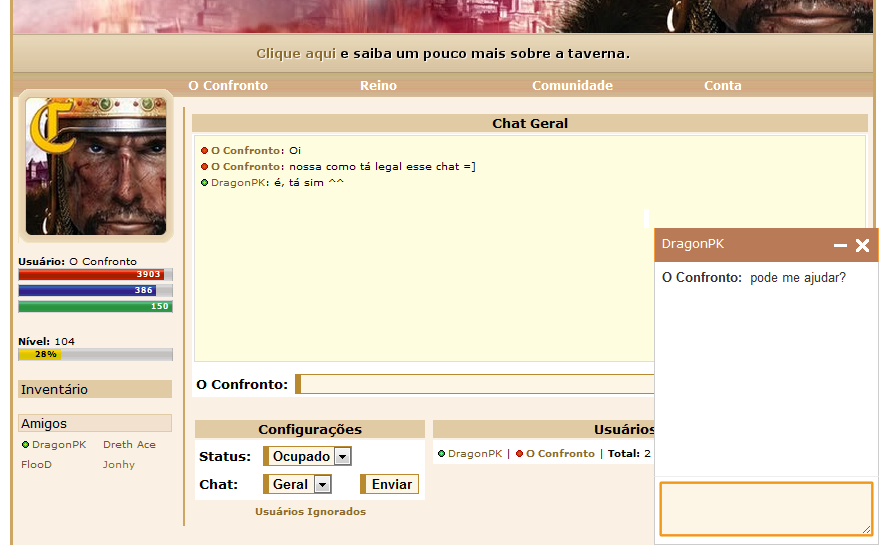 Clique aqui e saiba um pouco mais sobre a taverna.
O Confronto Reino Comunidade Conta
Usuário: O Confronto
3903
386
150
Nível: 104
28%
Inventário
Amigos
DragonPK Dreth Ace
FlooD Jonhy
Chat Geral
O Confronto: Oi
O Confronto: nossa como tá legal esse chat =]
DragonPK: é, tá sim ^^
O Confronto:
Configurações
Status: Ocupado
Chat: Geral Enviar
Usuários Ignorados
Usuários
DragonPK | O Confronto | Total: 2
DragonPK
O Confronto: pode me ajudar?